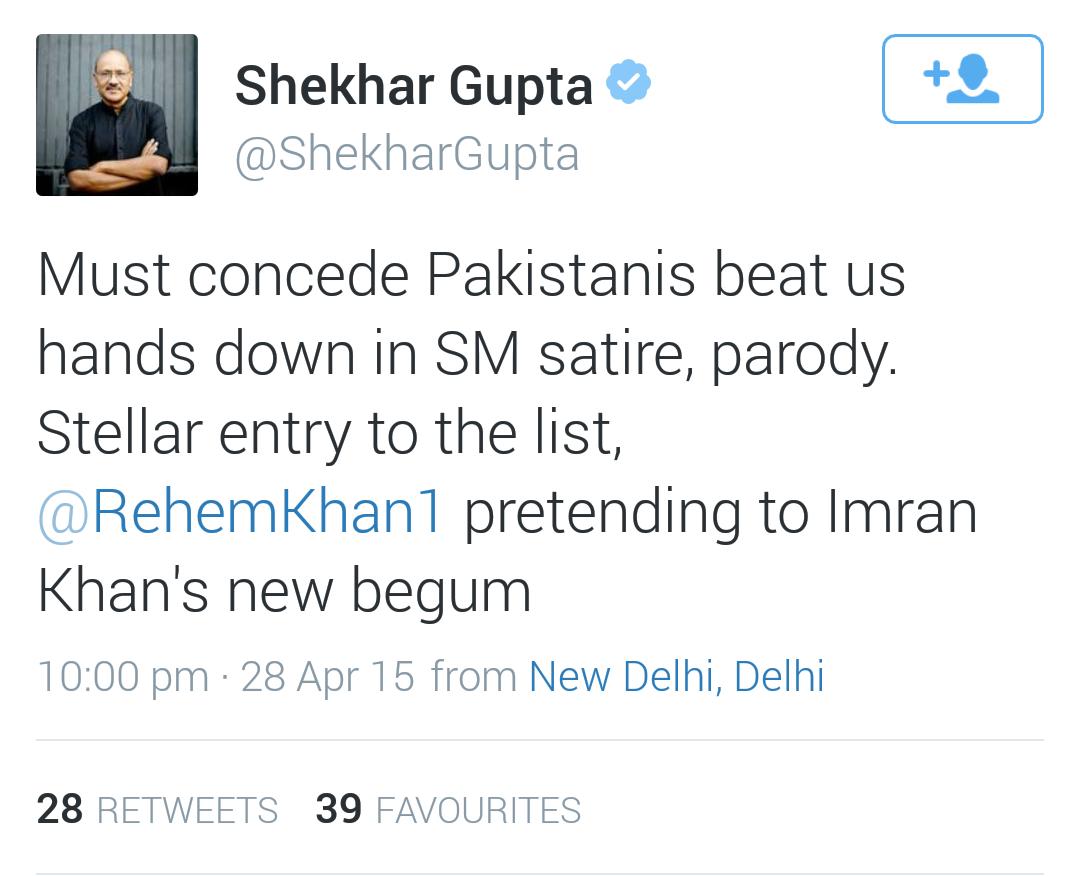 Shekhar Gupta
@ShekharGupta
Must concede Pakistanis beat us
hands down in SM satire, parody.
Stellar entry to the list,
@RehemKhan1 pretending to Imran
Khan's new begum
10:00 pm · 28 Apr 15 from New Delhi, Delhi
28 RETWEETS 39 FAVOURITES